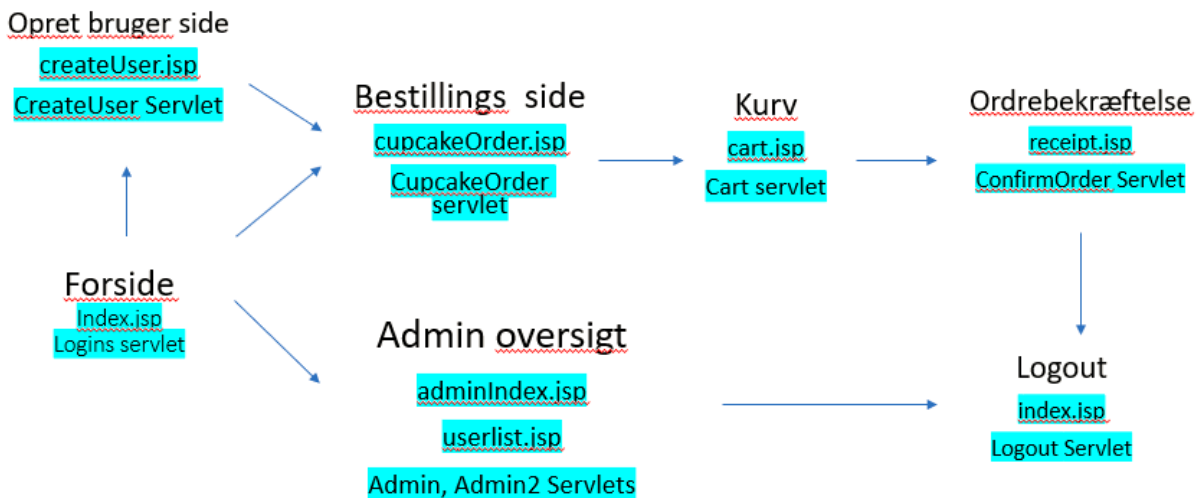 Opret bruger side
createUser.jsp
CreateUser Servlet
Bestillings side
cupcakeOrder.jsp
CupcakeOrder
servlet
Kurv
cart.jsp
Cart servlet
Ordrebekræftelse
receipt.jsp
ConfirmOrder Servlet
Forside
Index.jsp
Logins servlet
Admin oversigt
adminIndex.jsp
userlist.jsp
Admin, Admin2 Servlets
Logout
index.jsp
Logout Servlet